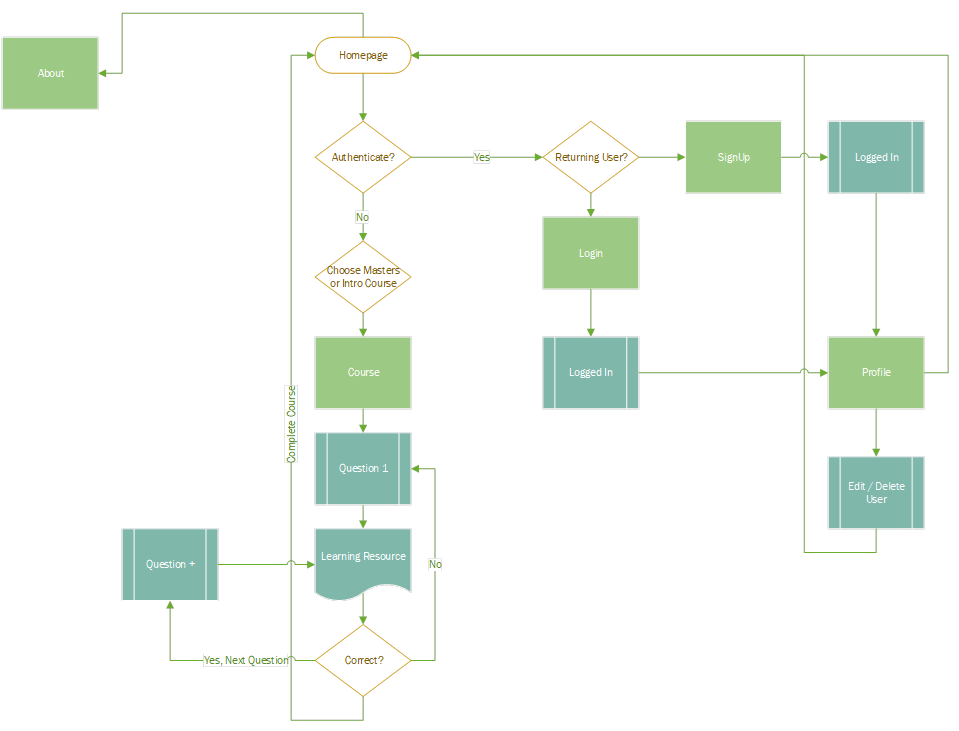 Homepage
About
Authenticate?
Yes
Returning User?
SignUp
Logged In
No
Choose Masters
or Intro Course
Login
Course
Logged In
Profile
Complete Course
Question 1
Edit / Delete
User
Learning Resource
Question +
No
Yes, Next Question
Correct?